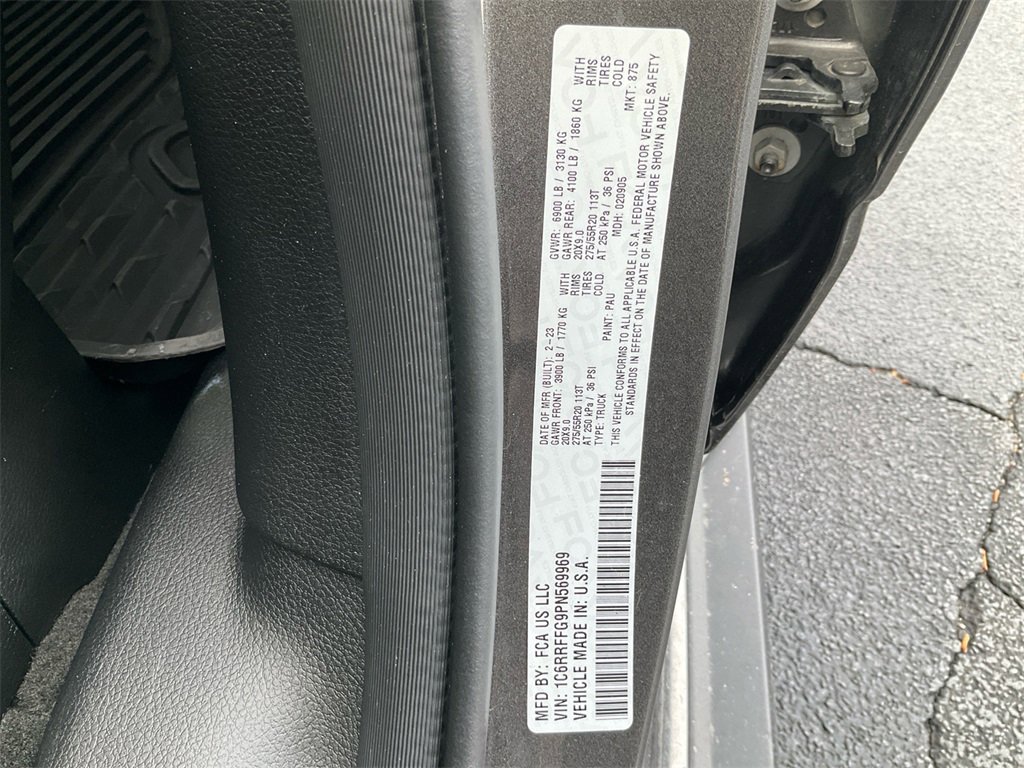 MFD BY: FCA US LLC
VIN: 1C6RRFFG9PN569969
VEHICLE MADE IN: U.S.A.
DATE OF MFR (BUILT): 2-23
GAWR FRONT: 3900 LB / 1770 KG WITH
20X9.0 RIMS
275/55R20 113T TIRES
AT 250 kPa / 36 PSI COLD
TYPE: TRUCK PAINT: PAU
GVWR: 6900 LB / 3130 KG
GAWR REAR: 4100 LB / 1860 KG WITH
20X9.0 RIMS
275/55R20 113T TIRES
AT 250 kPa / 36 PSI COLD
MDH: 020905 MKT: 875
THIS VEHICLE CONFORMS TO ALL APPLICABLE U.S.A. FEDERAL MOTOR VEHICLE SAFETY
STANDARDS IN EFFECT ON THE DATE OF MANUFACTURE SHOWN ABOVE.